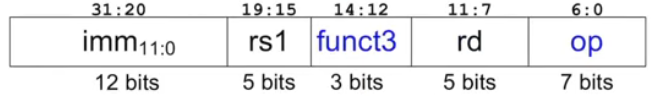 31:20 19:15 14:12 11:7 6:0
imm11:0 rs1 funct3 rd op
12 bits 5 bits 3 bits 5 bits 7 bits